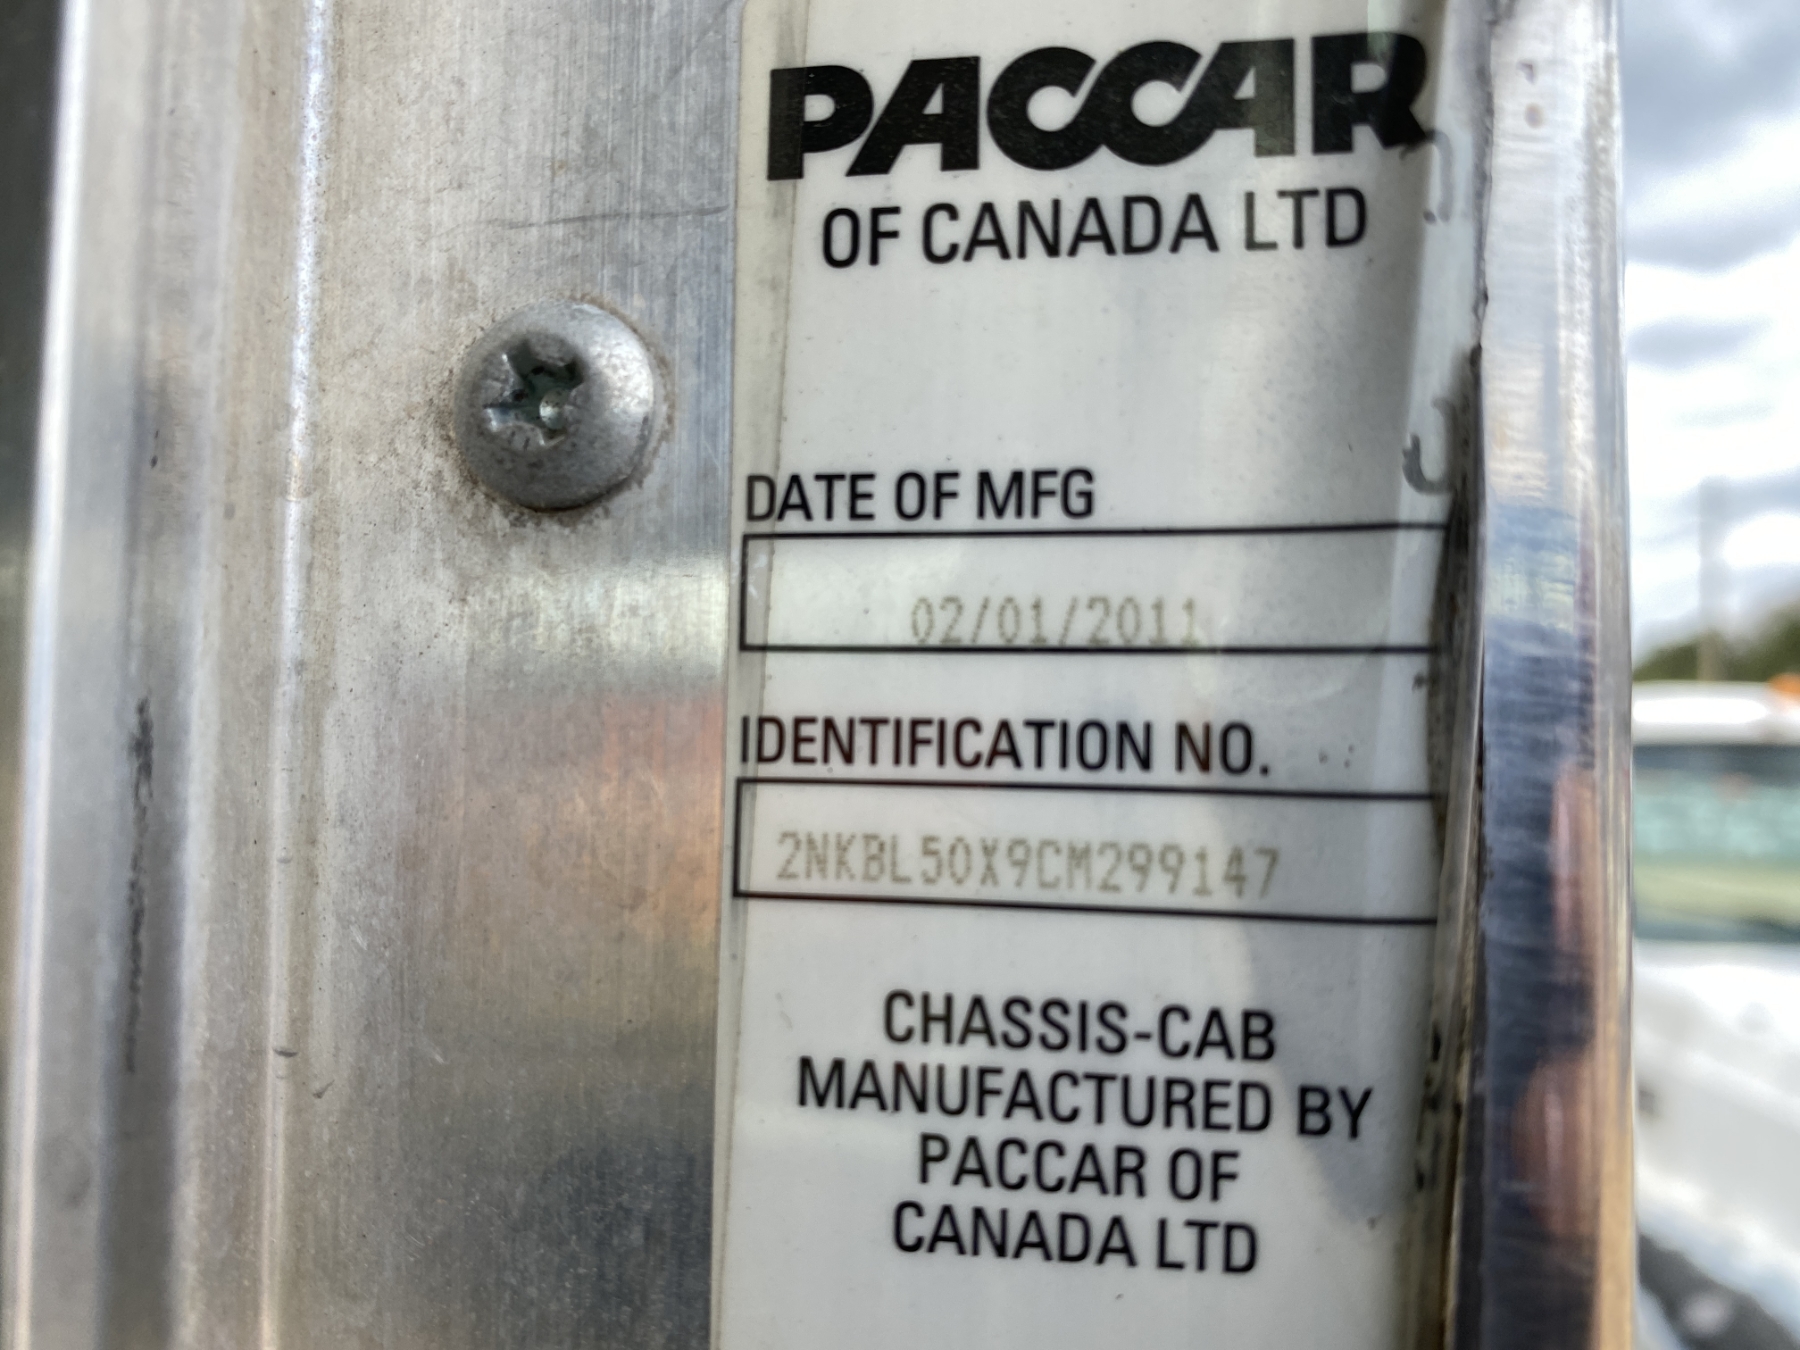 PACCAR
OF CANADA LTD
DATE OF MFG
02/01/2011
IDENTIFICATION NO.
2NKBL50X9CM299147
CHASSIS-CAB
MANUFACTURED BY
PACCAR OF
CANADA LTD